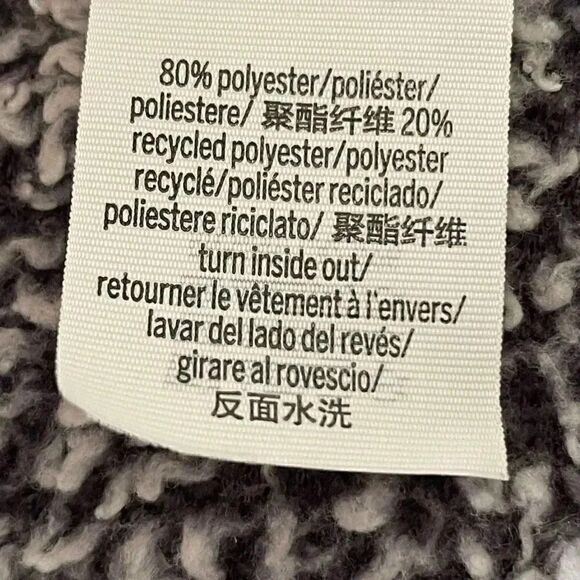 80% polyester/poliéster/
poliestere/ 聚酯纤维 20%
recycled polyester/polyester
recyclé/poliéster reciclado/
poliestere riciclato/ 聚酯纤维
turn inside out/
retourner le vêtement à l'envers/
lavar del lado del revés/
girare al rovescio/
反面水洗